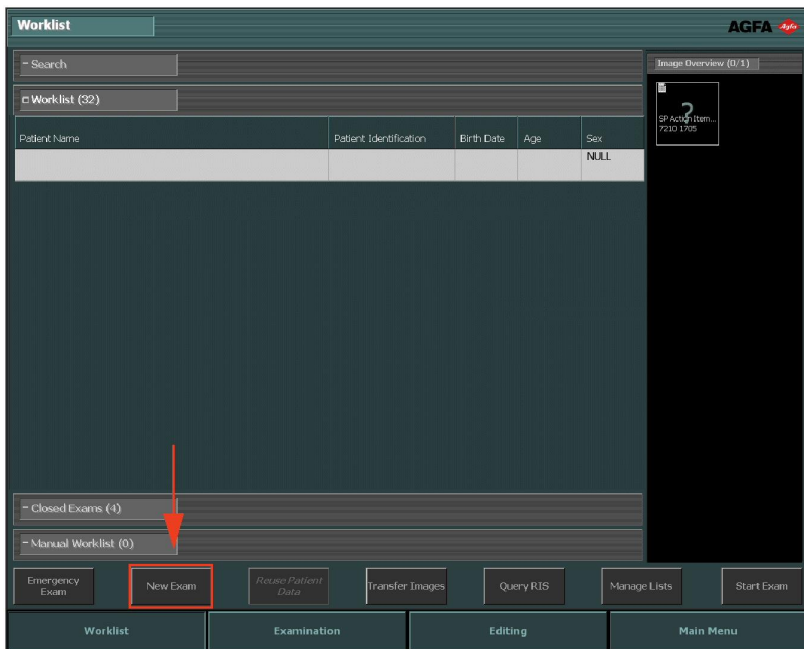 Worklist
AGFA Agfa
- Search
Image Overview (0/1)
Worklist (32)
SP Action Item...
7210 1705
?
Patient Name Patient Identification Birth Date Age Sex
NULL
- Closed Exams (4)
- Manual Worklist (0)
Emergency
Exam
New Exam
Reuse Patient
Data
Transfer Images
Query RIS
Manage Lists
Start Exam
Worklist Examination Editing Main Menu